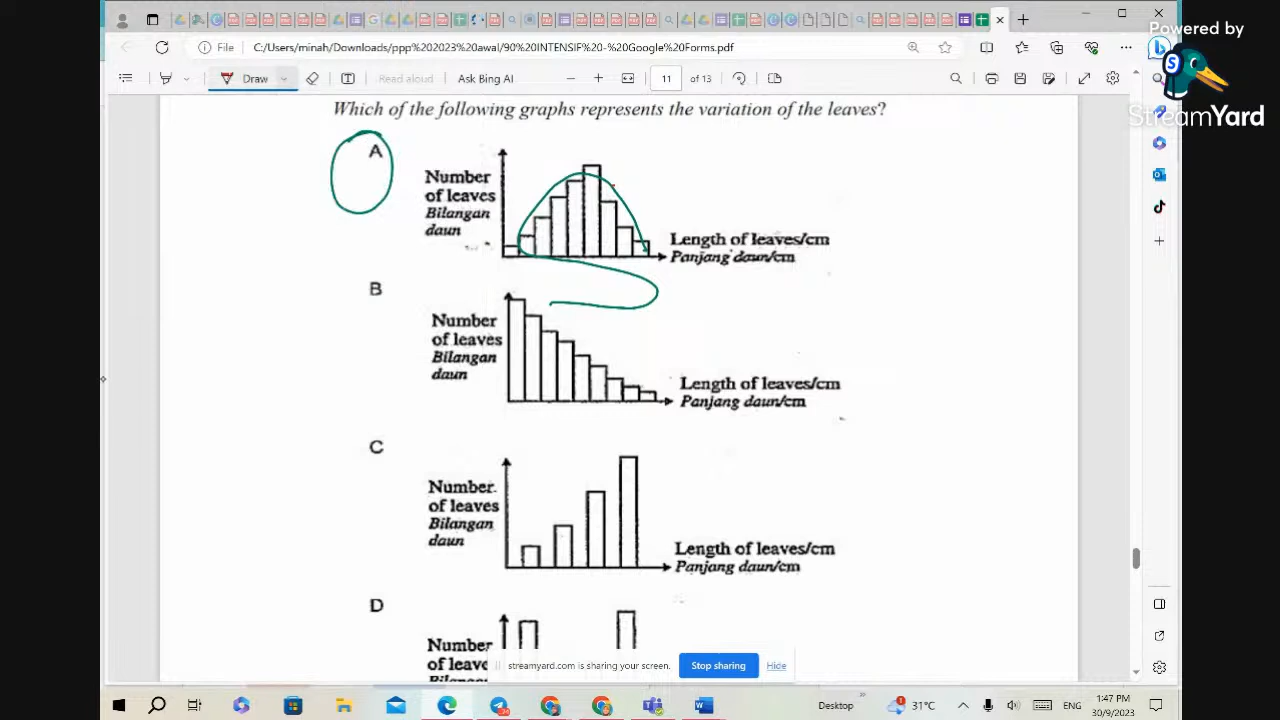 File
C:/Users/minah/Downloads/ppp%202023%20awal/90%20INTENSIF%20-%20Google%20Forms.pdf
Powered by
StreamYard
Draw
Read aloud
Ask Bing AI
11
of 13
Which of the following graphs represents the variation of the leaves?
A
Number
of leaves
Bilangan
daun
Length of leaves/cm
Panjang daun/cm
B
Number
of leaves
Bilangan
daun
Length of leaves/cm
Panjang daun/cm
C
Number
of leaves
Bilangan
daun
Length of leaves/cm
Panjang daun/cm
D
Number
streamyard.com is sharing your screen.
Stop sharing
Hide
Desktop
31°C
ENG
1:47 PM
30/9/2023